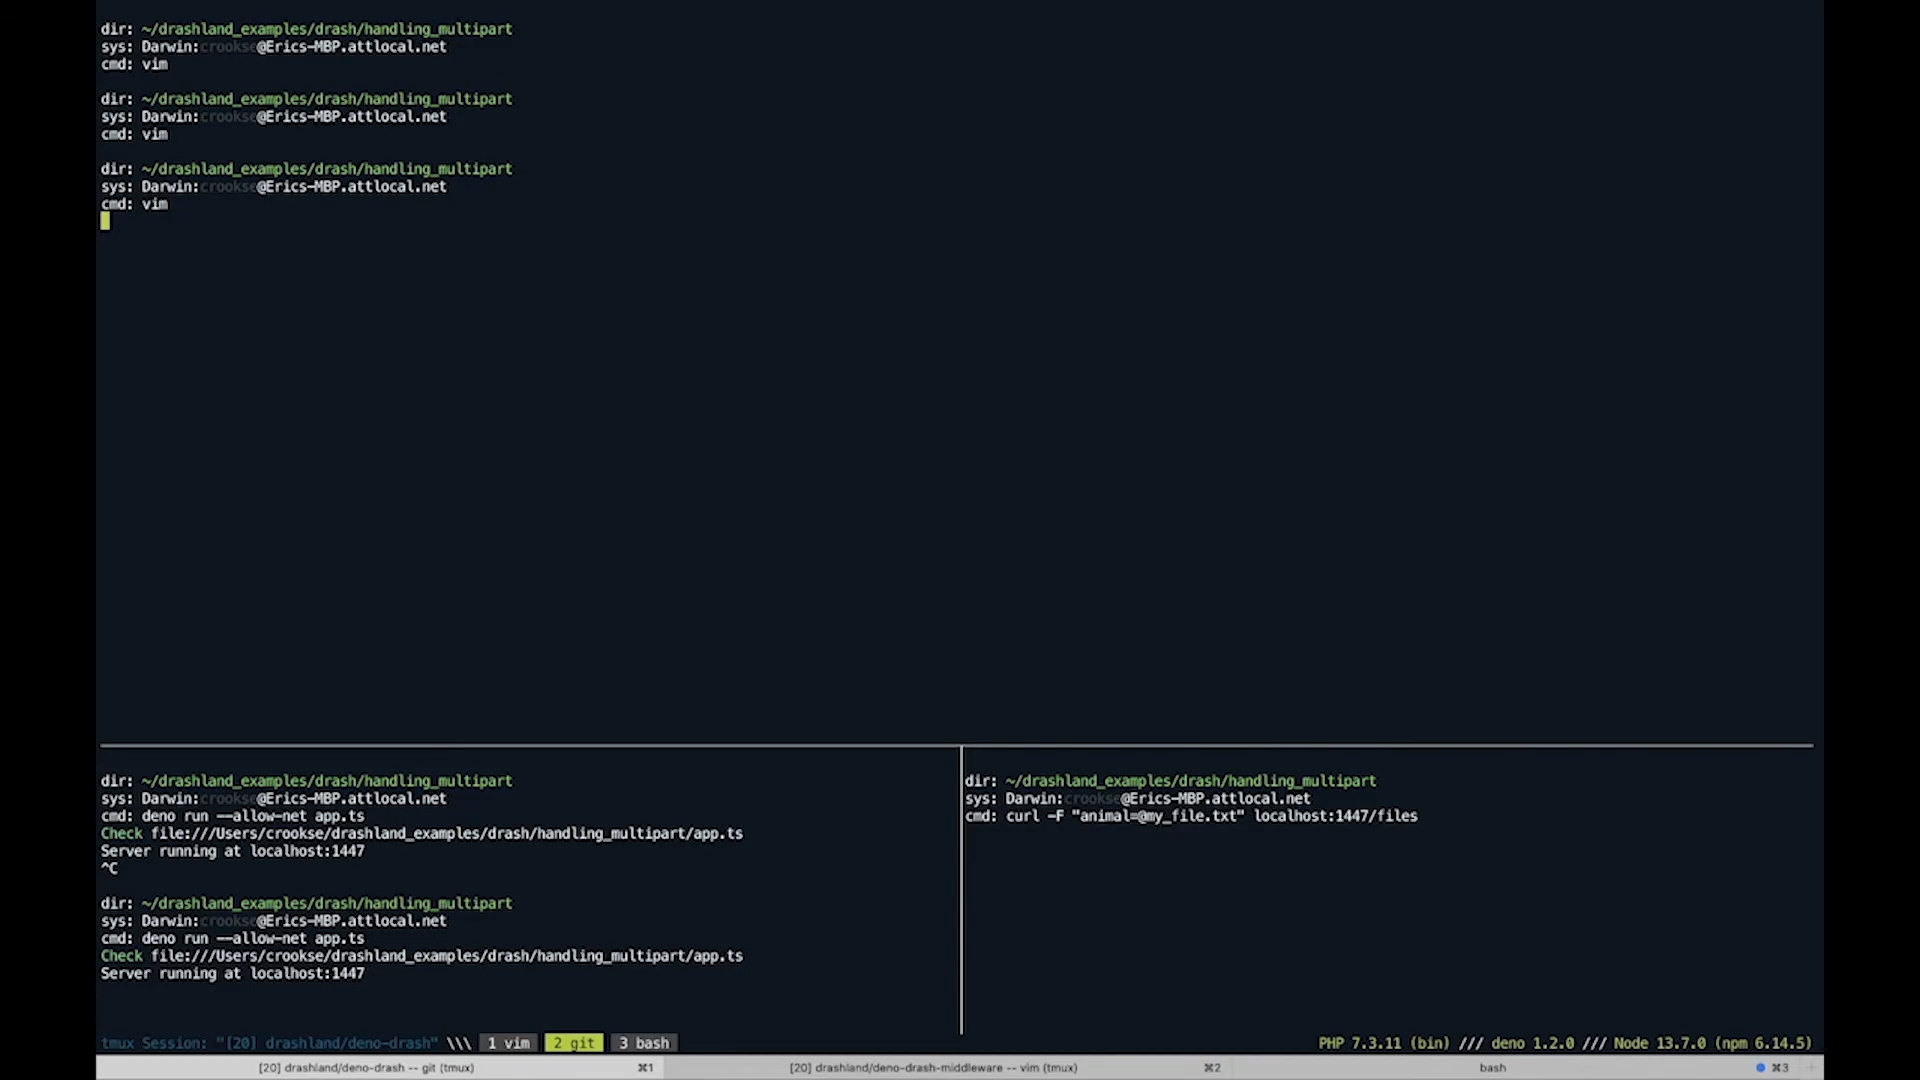 dir: ~/drashland_examples/drash/handling_multipart
sys: Darwin:crookse@Erics-MBP.attlocal.net
cmd: vim
dir: ~/drashland_examples/drash/handling_multipart
sys: Darwin:crookse@Erics-MBP.attlocal.net
cmd: vim
dir: ~/drashland_examples/drash/handling_multipart
sys: Darwin:crookse@Erics-MBP.attlocal.net
cmd: vim
dir: ~/drashland_examples/drash/handling_multipart
sys: Darwin:crookse@Erics-MBP.attlocal.net
cmd: deno run --allow-net app.ts
Check file:///Users/crookse/drashland_examples/drash/handling_multipart/app.ts
Server running at localhost:1447
^C
dir: ~/drashland_examples/drash/handling_multipart
sys: Darwin:crookse@Erics-MBP.attlocal.net
cmd: deno run --allow-net app.ts
Check file:///Users/crookse/drashland_examples/drash/handling_multipart/app.ts
Server running at localhost:1447
dir: ~/drashland_examples/drash/handling_multipart
sys: Darwin:crookse@Erics-MBP.attlocal.net
cmd: curl -F "animal=@my_file.txt" localhost:1447/files
tmux Session: "[20] drashland/deno-drash" \\\ 1 vim 2 git 3 bash PHP 7.3.11 (bin) /// deno 1.2.0 /// Node 13.7.0 (npm 6.14.5)
[20] drashland/deno-drash -- git (tmux) ⌘1 [20] drashland/deno-drash-middleware -- vim (tmux) ⌘2 bash ⌘3 +